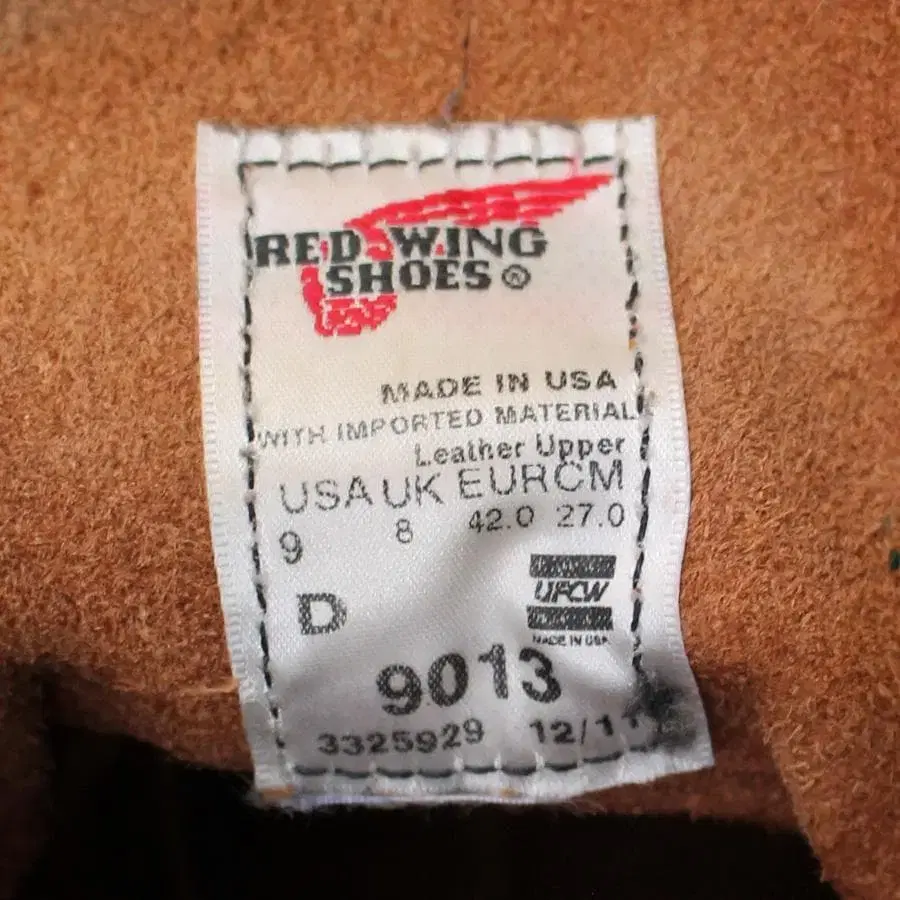 RED WING
SHOES®
MADE IN USA
WITH IMPORTED MATERIAL
Leather Upper
USA UK EUR CM
9 8 42.0 27.0
D
UFCW
MADE IN USA
9013
3325929 12/11